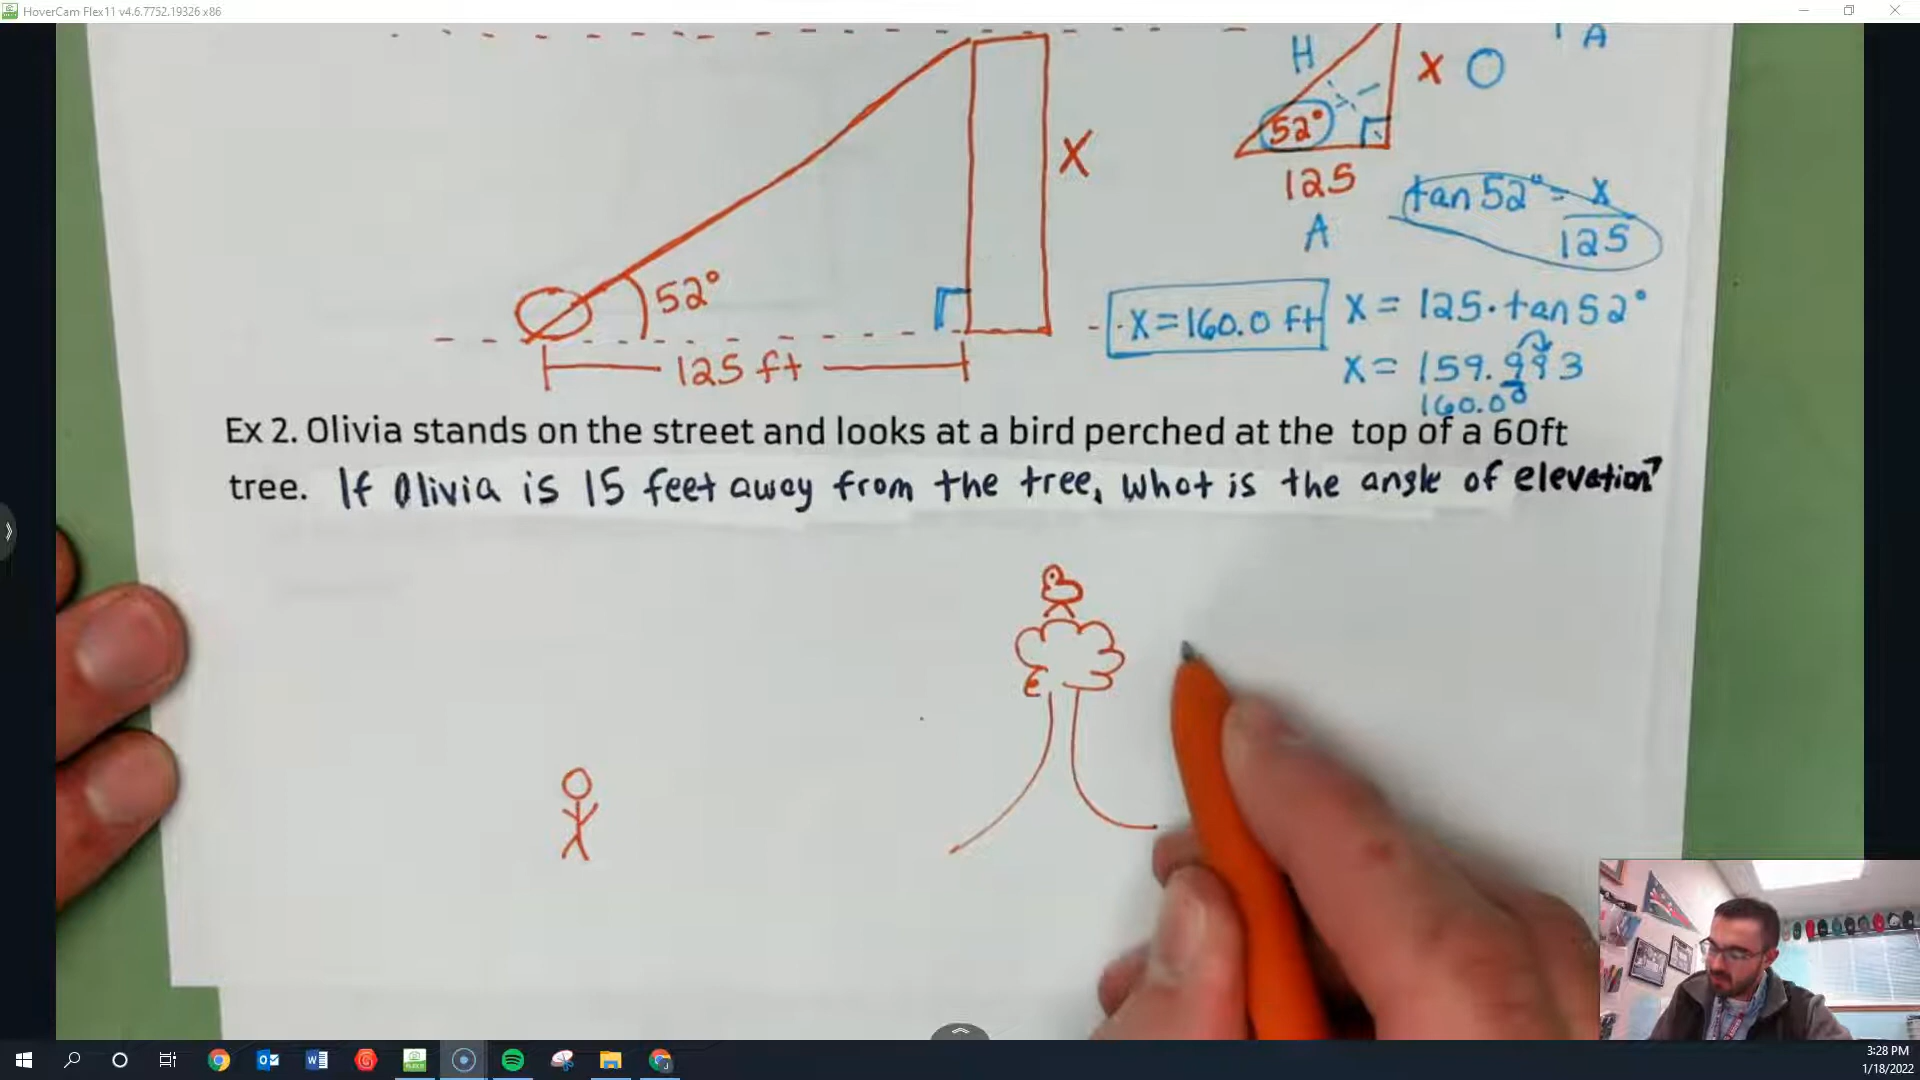 HoverCam Flex11 v4.6.7752.19326 x86
A
H
X O
52°
125
A
X
tan 52° = X
125
52°
X = 160.0 ft
X = 125 · tan 52°
125 ft
X = 159.993
160.0
Ex 2. Olivia stands on the street and looks at a bird perched at the top of a 60ft
tree. If Olivia is 15 feet away from the tree, what is the angle of elevation?
3:28 PM
1/18/2022